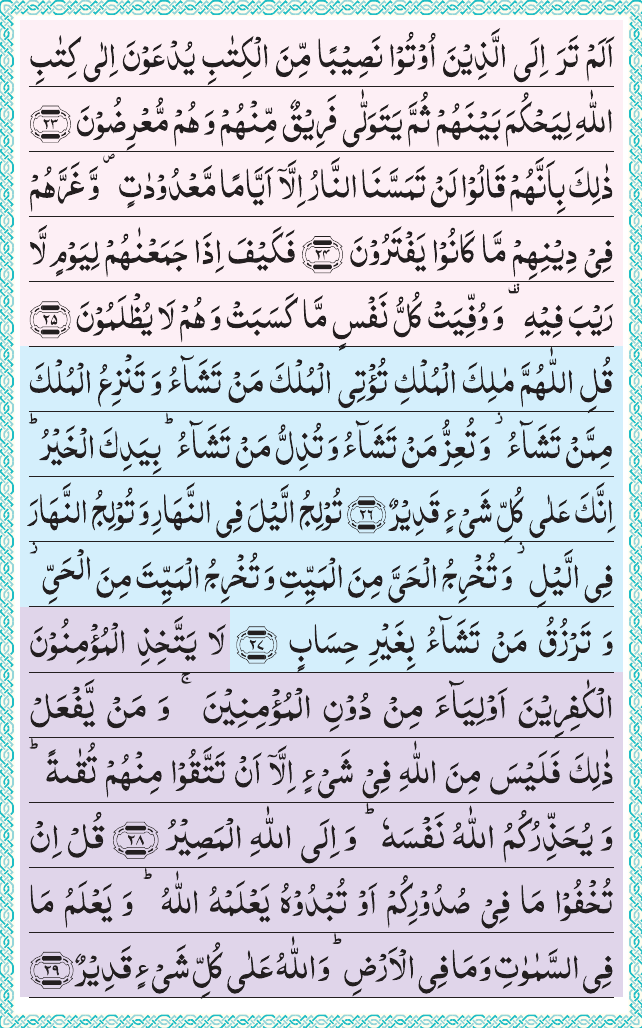 اَلَمۡ تَرَ اِلَى الَّذِيۡنَ اُوۡتُوۡا نَصِيۡبًا مِّنَ الۡكِتٰبِ يُدۡعَوۡنَ اِلٰى كِتٰبِ
اللّٰهِ لِيَحۡكُمَ بَيۡنَهُمۡ ثُمَّ يَتَوَلّٰى فَرِيۡقٌ مِّنۡهُمۡ وَهُمۡ مُّعۡرِضُوۡنَ ﴿۲۳﴾
ذٰلِكَ بِاَنَّهُمۡ قَالُوۡا لَنۡ تَمَسَّنَا النَّارُ اِلَّاۤ اَيَّامًا مَّعۡدُوۡدٰتٍ ۖ وَّغَرَّهُمۡ
فِىۡ دِيۡنِهِمۡ مَّا كَانُوۡا يَفۡتَرُوۡنَ ﴿۲۴﴾ فَكَيۡفَ اِذَا جَمَعۡنٰهُمۡ لِيَوۡمٍ لَّا
رَيۡبَ فِيۡهِ ۛ وَوُفِّيَتۡ كُلُّ نَفۡسٍ مَّا كَسَبَتۡ وَهُمۡ لَا يُظۡلَمُوۡنَ ﴿۲۵﴾
قُلِ اللّٰهُمَّ مٰلِكَ الۡمُلۡكِ تُؤۡتِى الۡمُلۡكَ مَنۡ تَشَآءُ وَتَنۡزِعُ الۡمُلۡكَ
مِمَّنۡ تَشَآءُ ۫ وَتُعِزُّ مَنۡ تَشَآءُ وَتُذِلُّ مَنۡ تَشَآءُ ؕ بِيَدِكَ الۡخَيۡرُ ؕ
اِنَّكَ عَلٰى كُلِّ شَىۡءٍ قَدِيۡرٌ ﴿۲۶﴾ تُوۡلِجُ الَّيۡلَ فِى النَّهَارِ وَتُوۡلِجُ النَّهَارَ
فِى الَّيۡلِ ۫ وَتُخۡرِجُ الۡحَىَّ مِنَ الۡمَيِّتِ وَتُخۡرِجُ الۡمَيِّتَ مِنَ الۡحَىِّ ۫
وَتَرۡزُقُ مَنۡ تَشَآءُ بِغَيۡرِ حِسَابٍ ﴿۲۷﴾ لَا يَتَّخِذِ الۡمُؤۡمِنُوۡنَ
الۡكٰفِرِيۡنَ اَوۡلِيَآءَ مِنۡ دُوۡنِ الۡمُؤۡمِنِيۡنَ ۚ وَمَنۡ يَّفۡعَلۡ
ذٰلِكَ فَلَيۡسَ مِنَ اللّٰهِ فِىۡ شَىۡءٍ اِلَّاۤ اَنۡ تَتَّقُوۡا مِنۡهُمۡ تُقٰٮةً ؕ
وَيُحَذِّرُكُمُ اللّٰهُ نَفۡسَهٗ ؕ وَاِلَى اللّٰهِ الۡمَصِيۡرُ ﴿۲۸﴾ قُلۡ اِنۡ
تُخۡفُوۡا مَا فِىۡ صُدُوۡرِكُمۡ اَوۡ تُبۡدُوۡهُ يَعۡلَمۡهُ اللّٰهُ ؕ وَيَعۡلَمُ مَا
فِى السَّمٰوٰتِ وَمَا فِى الۡاَرۡضِ ؕ وَاللّٰهُ عَلٰى كُلِّ شَىۡءٍ قَدِيۡرٌ ﴿۲۹﴾